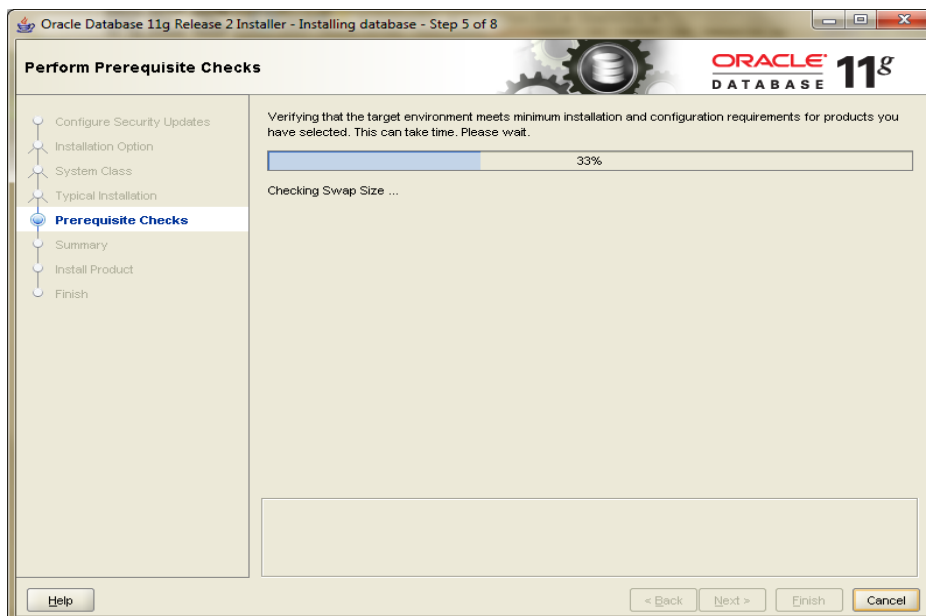 Oracle Database 11g Release 2 Installer - Installing database - Step 5 of 8
Perform Prerequisite Checks
ORACLE
DATABASE
11g
Configure Security Updates
Installation Option
System Class
Typical Installation
Prerequisite Checks
Summary
Install Product
Finish
Verifying that the target environment meets minimum installation and configuration requirements for products you
have selected. This can take time. Please wait.
33%
Checking Swap Size ...
Help
< Back
Next >
Finish
Cancel